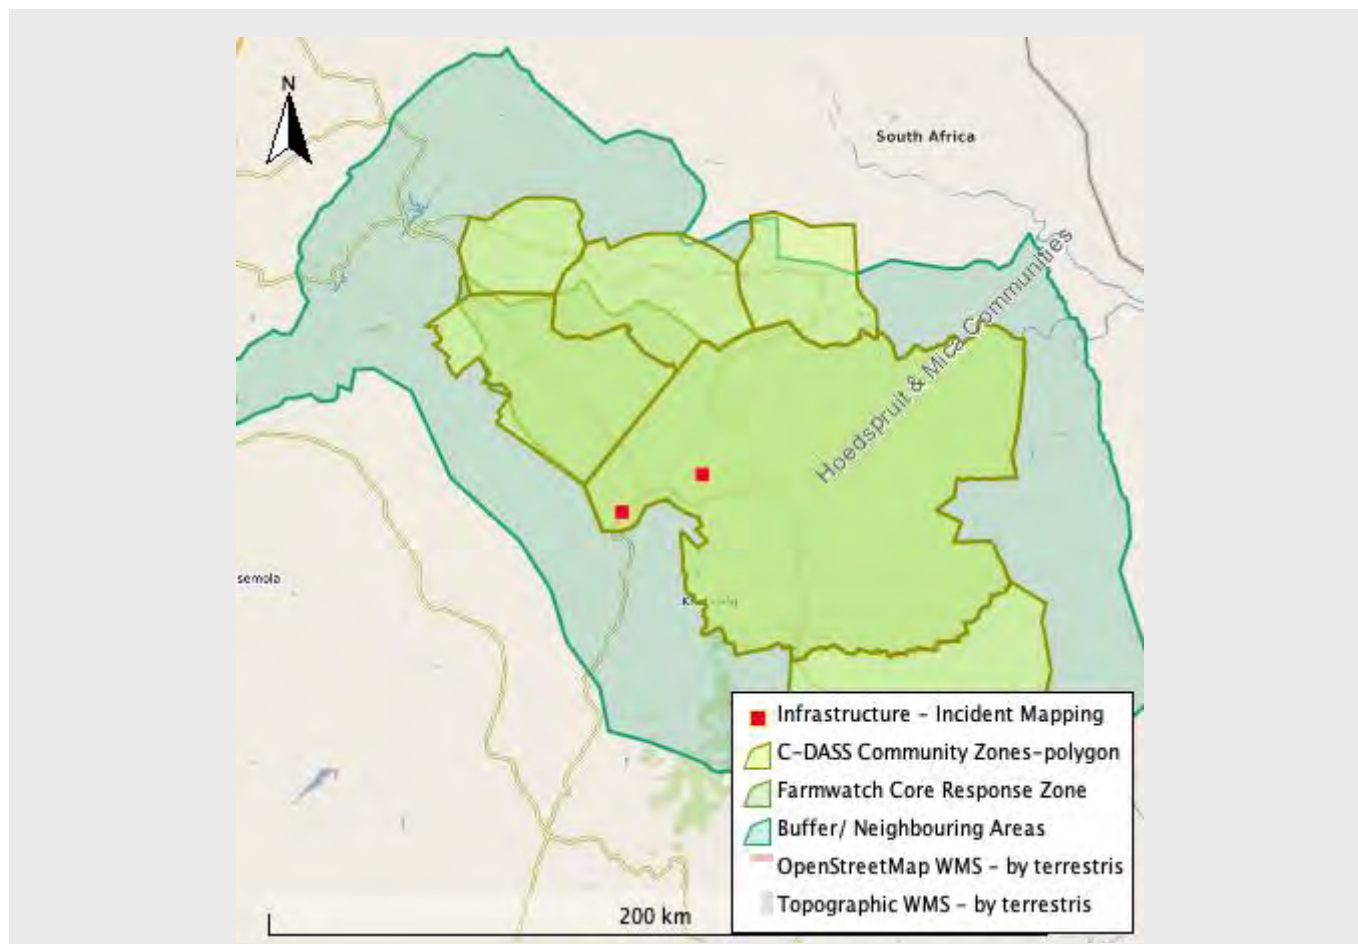 N
South Africa
Hoedspruit & Mica Communities
semola
Infrastructure - Incident Mapping
C-DASS Community Zones-polygon
Farmwatch Core Response Zone
Buffer/ Neighbouring Areas
OpenStreetMap WMS - by terrestris
Topographic WMS - by terrestris
200 km